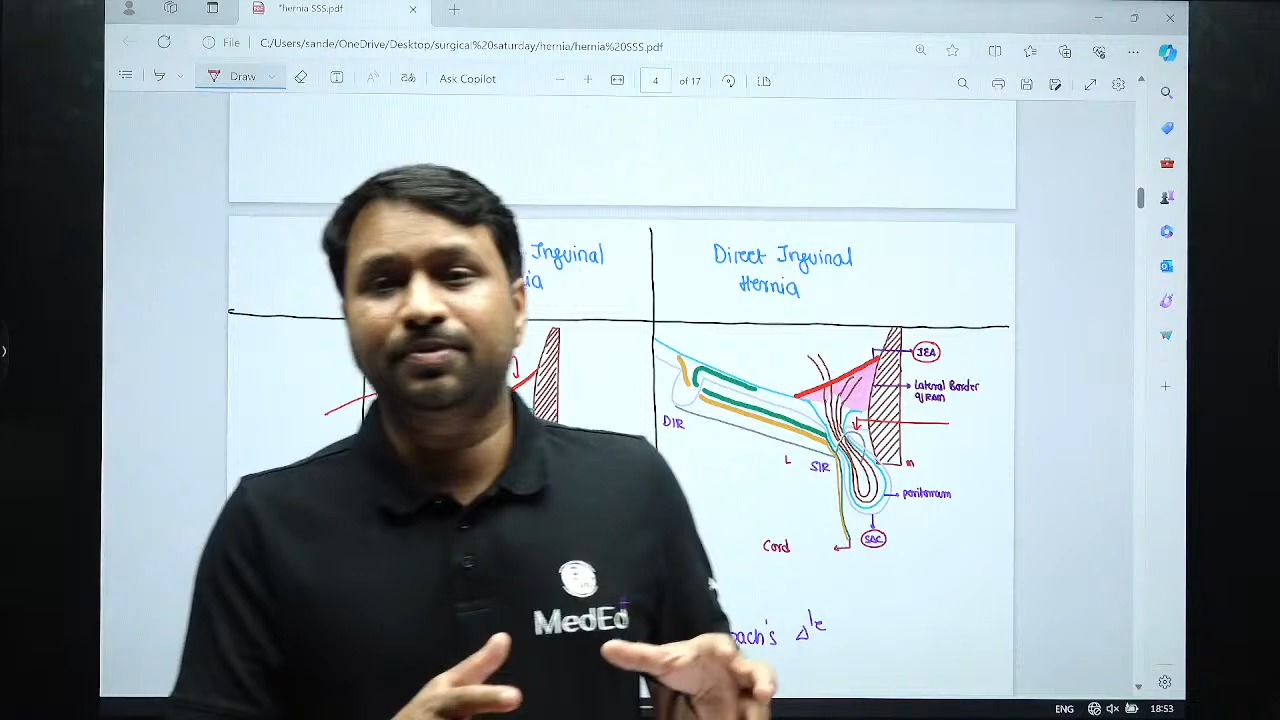 *hernia SSS.pdf
File
C:/Users/sande/OneDrive/Desktop/surgical%20saturday/hernia/hernia%20SSS.pdf
Draw
Ask Copilot
4 of 17
Inguinal
Direct Inguinal
Hernia
IEA
Lateral Border
of RAM
DIR
L
SIR
m
peritoneum
SAC
Cord
MedEd
ENG
18:53